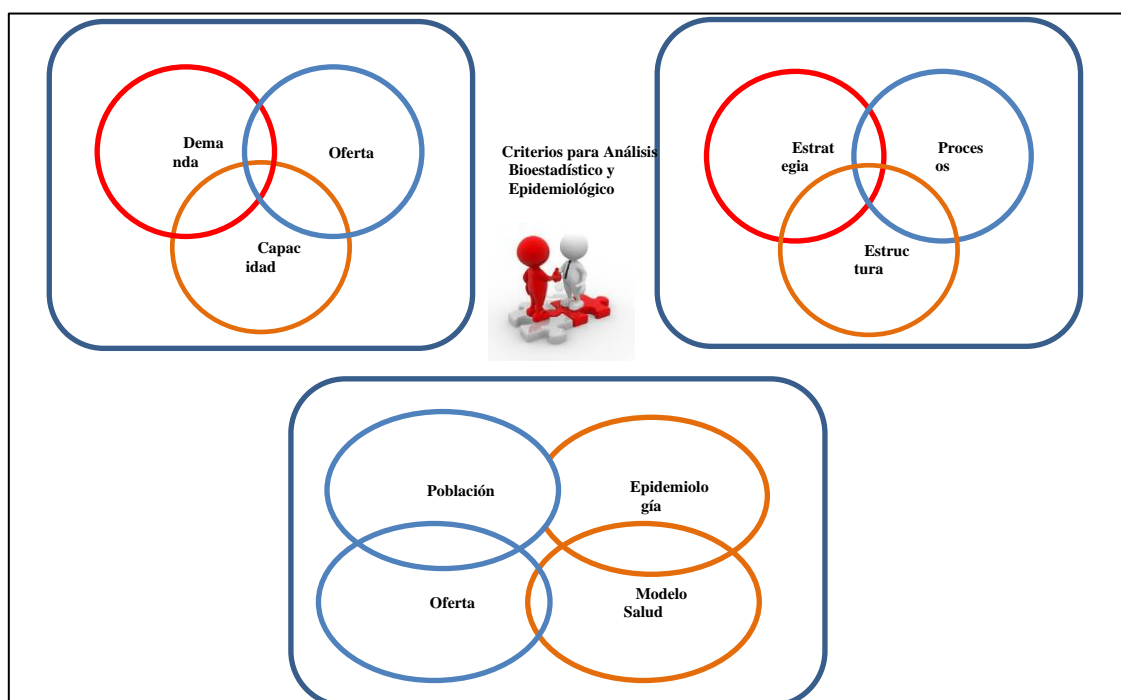 Dema
nda
Oferta
Capac
idad
Criterios para Análisis
Bioestadístico y
Epidemiológico
Estrat
egia
Proces
os
Estruc
tura
Población
Epidemiolo
gía
Oferta
Modelo
Salud